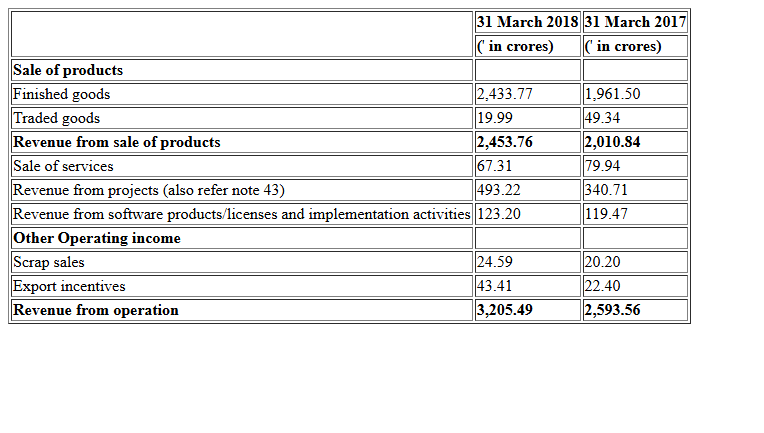 31 March 2018 31 March 2017
(' in crores) (' in crores)
Sale of products
Finished goods 2,433.77 1,961.50
Traded goods 19.99 49.34
Revenue from sale of products 2,453.76 2,010.84
Sale of services 67.31 79.94
Revenue from projects (also refer note 43) 493.22 340.71
Revenue from software products/licenses and implementation activities 123.20 119.47
Other Operating income
Scrap sales 24.59 20.20
Export incentives 43.41 22.40
Revenue from operation 3,205.49 2,593.56